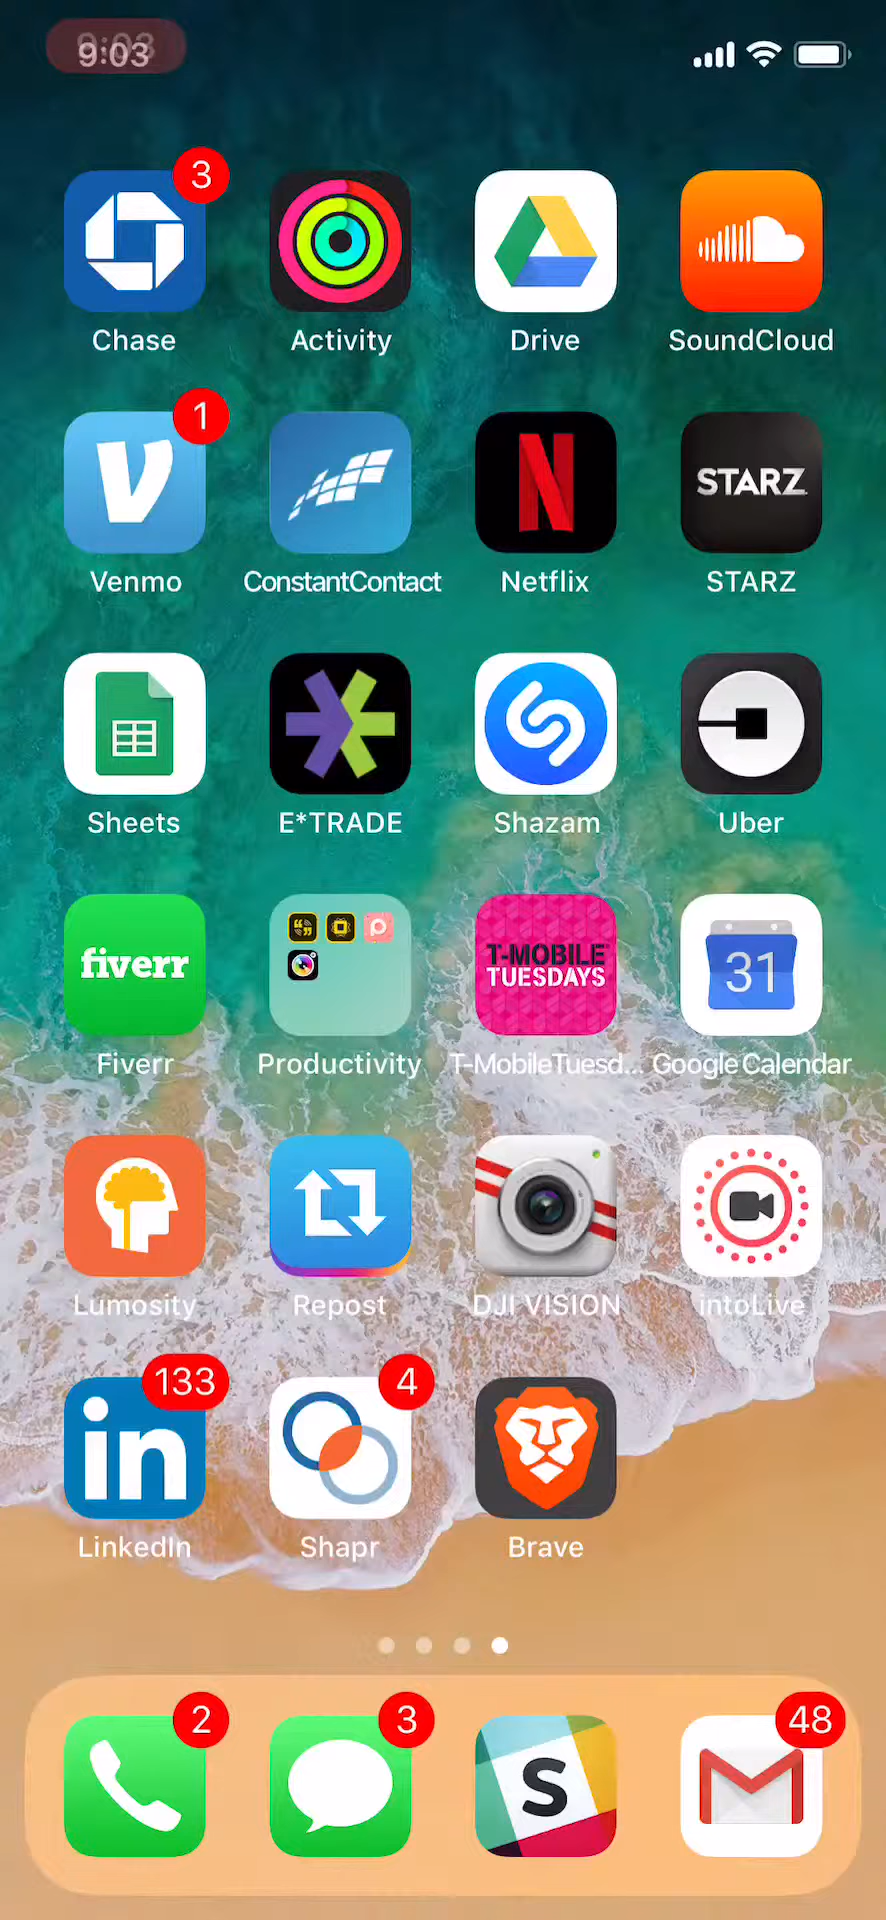 9:03
3
Chase
Activity
Drive
SoundCloud
1
Venmo
ConstantContact
Netflix
STARZ
STARZ
Sheets
E*TRADE
Shazam
Uber
fiverr
Fiverr
Productivity
T-MOBILE
TUESDAYS
T-MobileTuesd...
31
Google Calendar
Lumosity
Repost
DJI VISION
intoLive
133
in
LinkedIn
4
Shapr
Brave
2
3
S
48